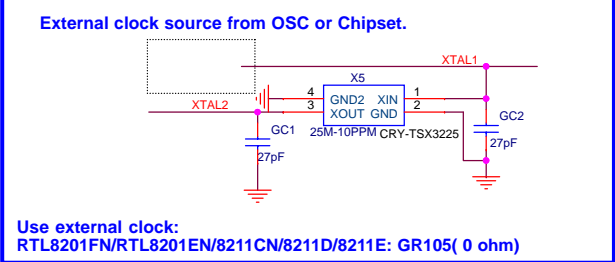 External clock source from OSC or Chipset.
XTAL1
X5
4 GND2 XIN 1
XTAL2 3 XOUT GND 2
GC1 25M-10PPM CRY-TSX3225 GC2
27pF 27pF
Use external clock:
RTL8201FN/RTL8201EN/8211CN/8211D/8211E: GR105( 0 ohm)